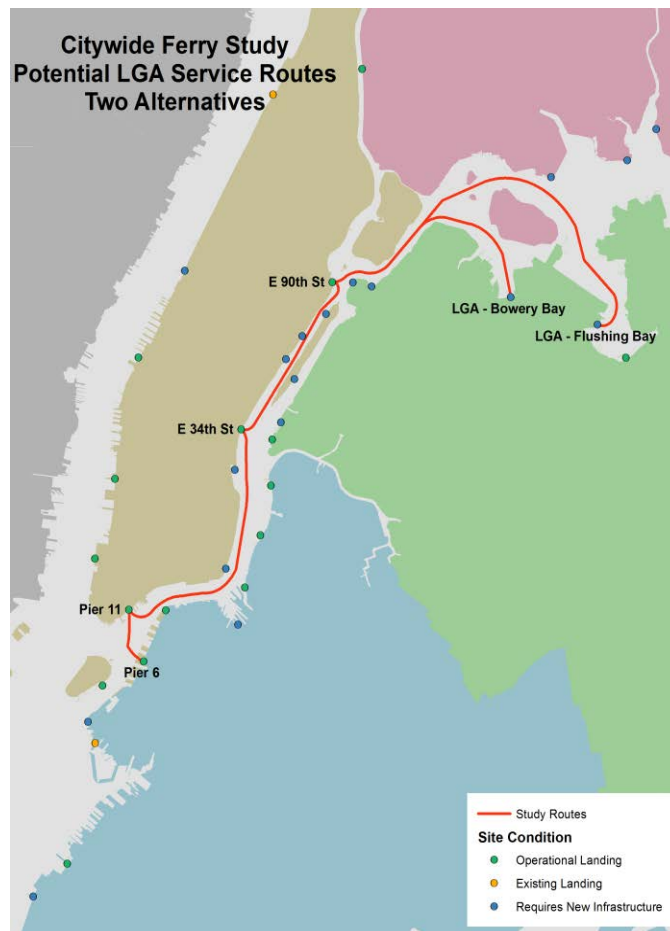 Citywide Ferry Study
Potential LGA Service Routes
Two Alternatives
E 90th St
LGA - Bowery Bay
LGA - Flushing Bay
E 34th St
Pier 11
Pier 6
Study Routes
Site Condition
Operational Landing
Existing Landing
Requires New Infrastructure